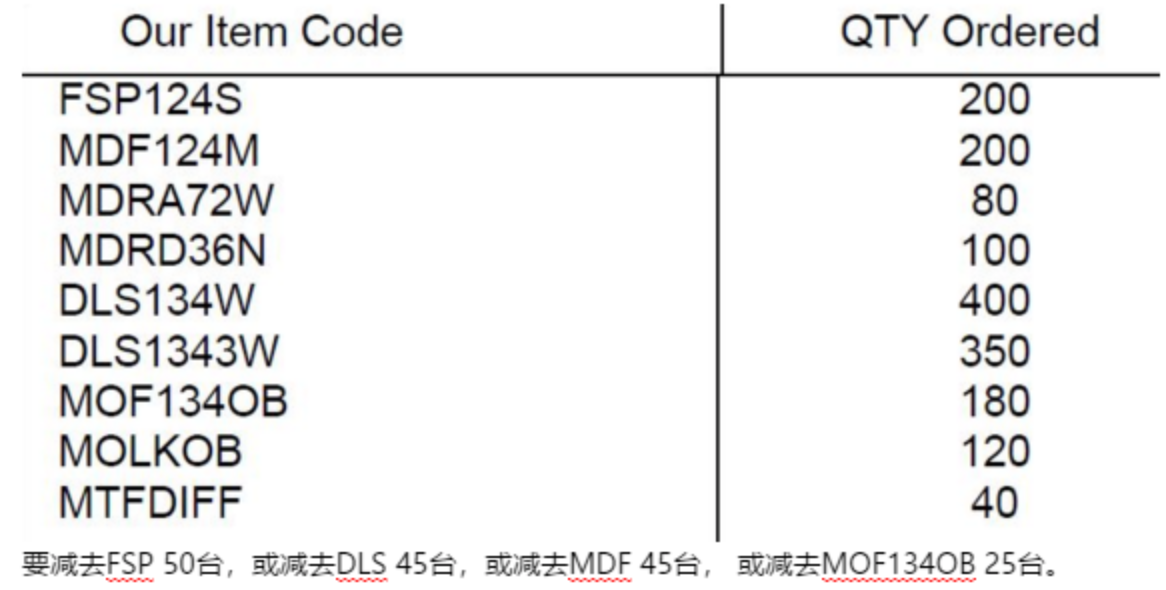 Our Item Code QTY Ordered
FSP124S 200
MDF124M 200
MDRA72W 80
MDRD36N 100
DLS134W 400
DLS1343W 350
MOF134OB 180
MOLKOB 120
MTFDIFF 40
要减去FSP 50台，或减去DLS 45台，或减去MDF 45台， 或减去MOF134OB 25台。